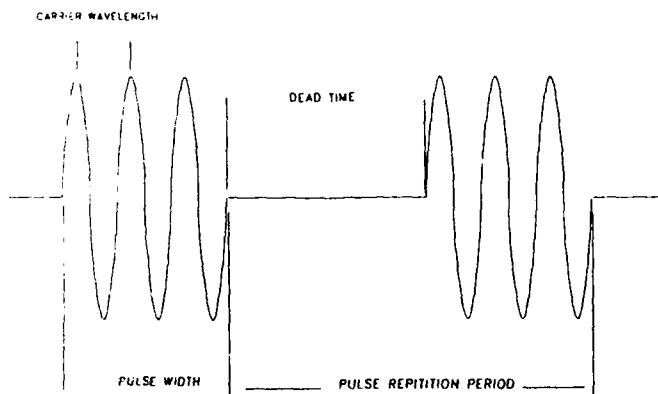 CARRIER WAVELENGTH
DEAD TIME
PULSE WIDTH
PULSE REPITITION PERIOD